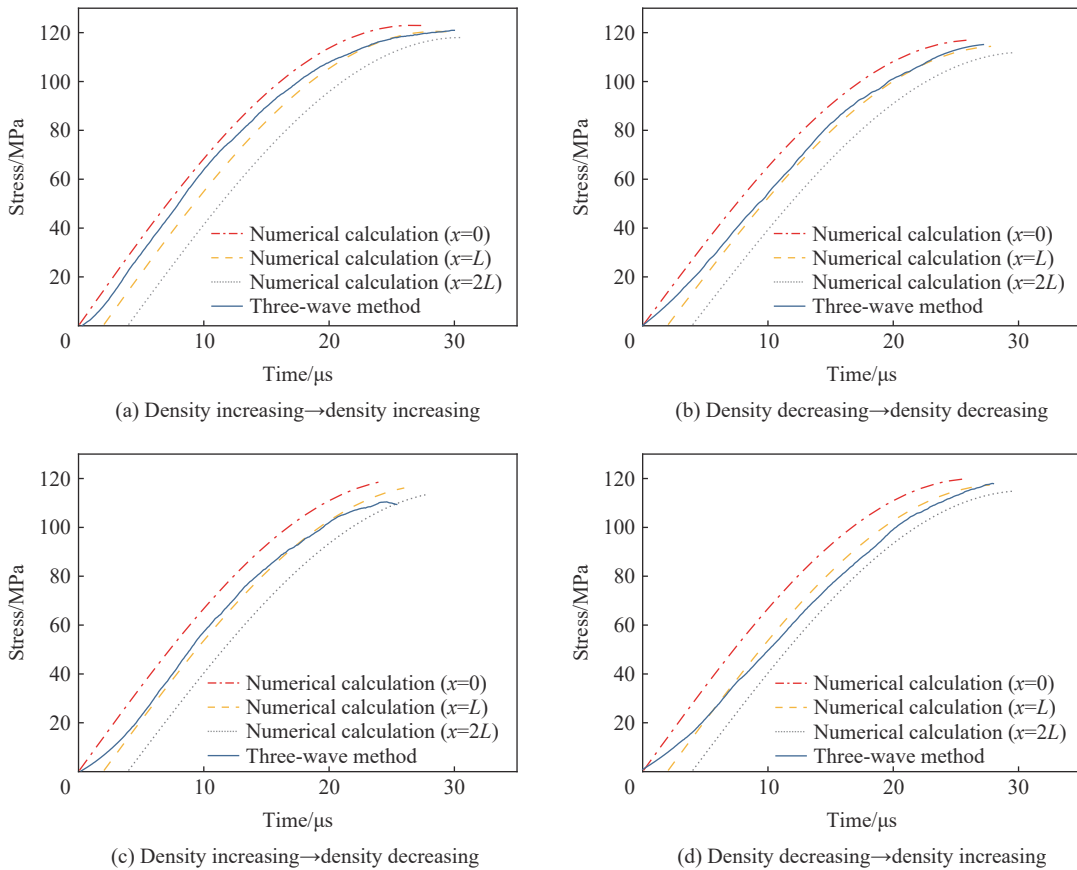 120
100
80
60
40
20
Stress/MPa
Numerical calculation (x=0)
Numerical calculation (x=L)
Numerical calculation (x=2L)
Three-wave method
0 10 20 30
Time/μs
(a) Density increasing→density increasing
120
100
80
60
40
20
Stress/MPa
Numerical calculation (x=0)
Numerical calculation (x=L)
Numerical calculation (x=2L)
Three-wave method
0 10 20 30
Time/μs
(b) Density decreasing→density decreasing
120
100
80
60
40
20
Stress/MPa
Numerical calculation (x=0)
Numerical calculation (x=L)
Numerical calculation (x=2L)
Three-wave method
0 10 20 30
Time/μs
(c) Density increasing→density decreasing
120
100
80
60
40
20
Stress/MPa
Numerical calculation (x=0)
Numerical calculation (x=L)
Numerical calculation (x=2L)
Three-wave method
0 10 20 30
Time/μs
(d) Density decreasing→density increasing